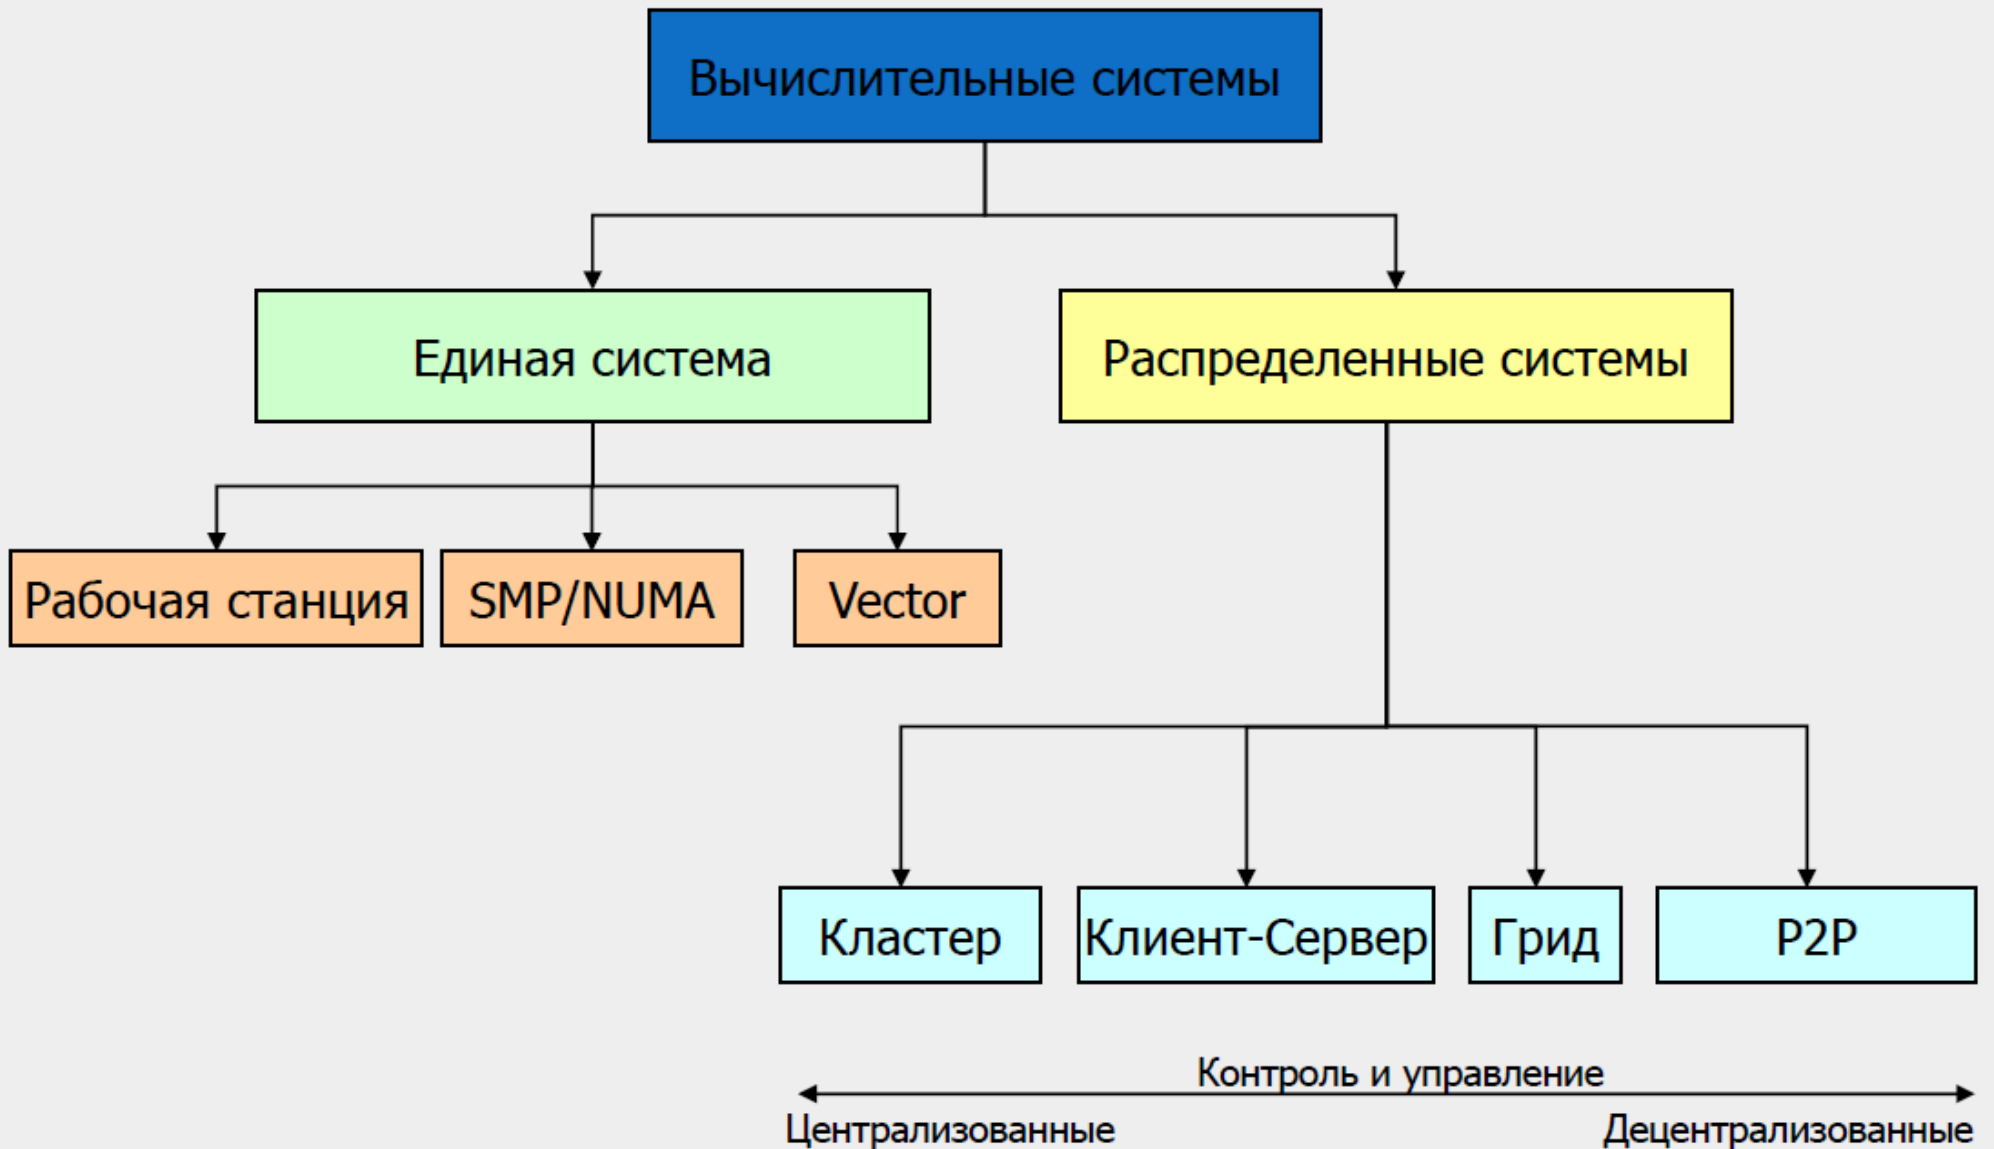 Вычислительные системы
Единая система
Распределенные системы
Рабочая станция
SMP/NUMA
Vector
Кластер
Клиент-Сервер
Грид
P2P
Контроль и управление
Централизованные
Децентрализованные